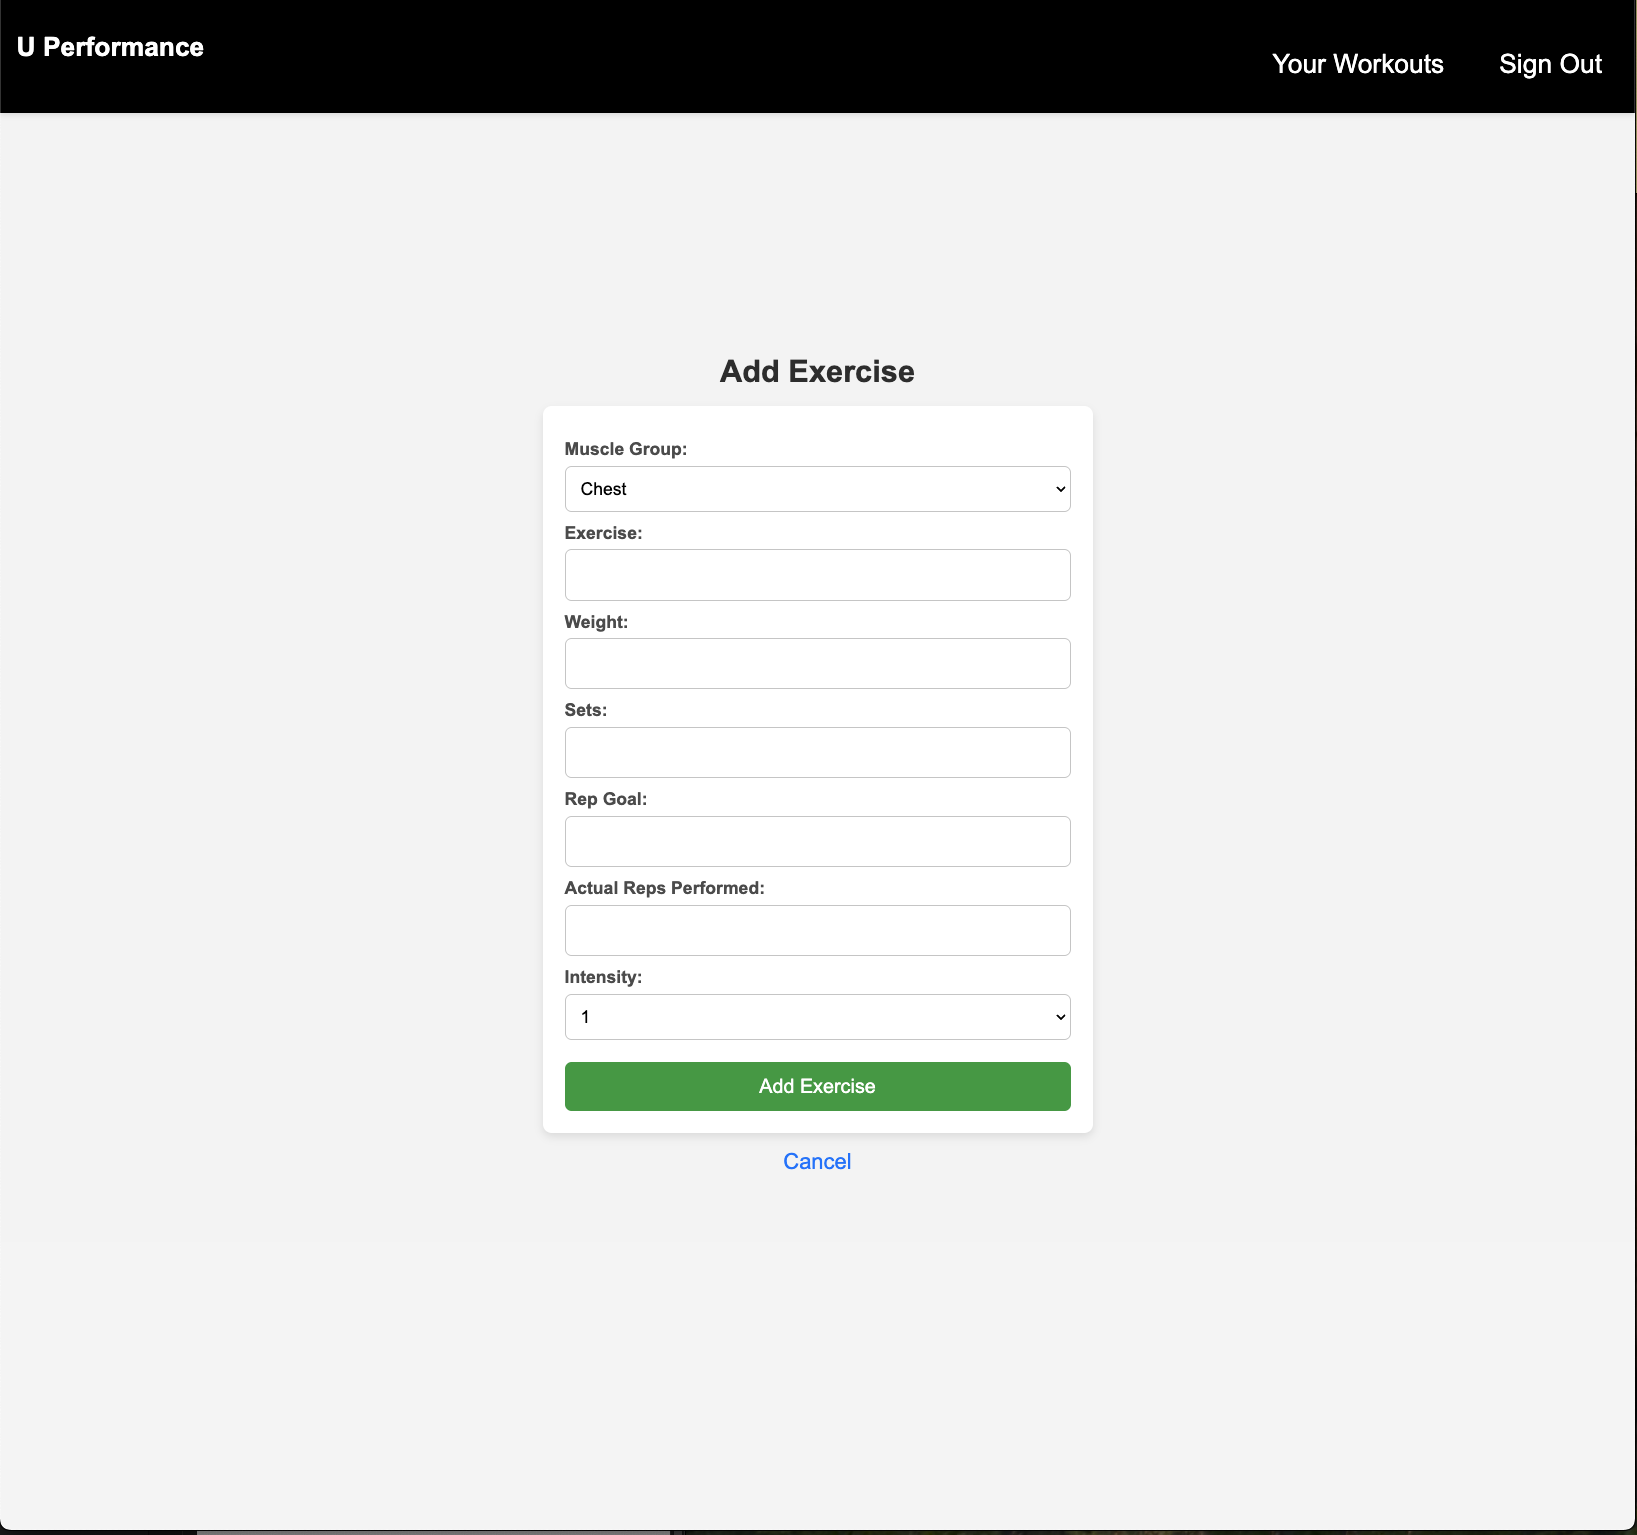 U Performance
Your Workouts
Sign Out
Add Exercise
Muscle Group:
Chest
Exercise:
Weight:
Sets:
Rep Goal:
Actual Reps Performed:
Intensity:
1
Add Exercise
Cancel